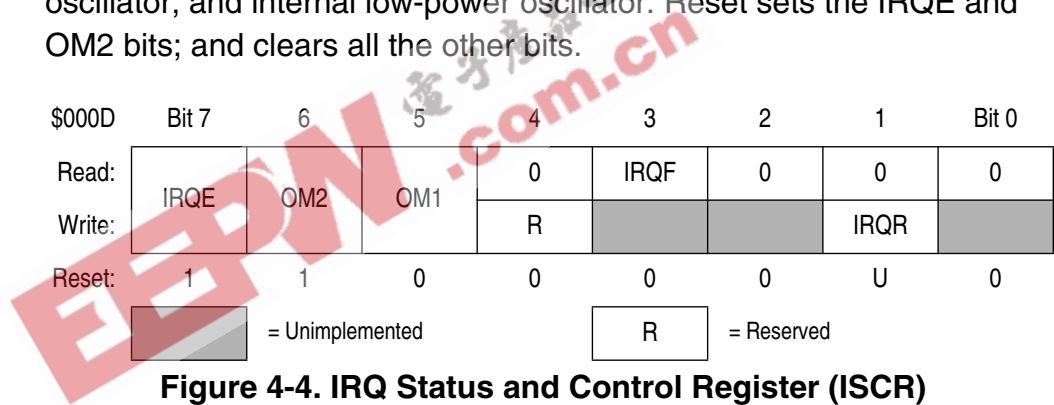 oscillator, and internal low-power oscillator. Reset sets the IRQE and
OM2 bits; and clears all the other bits.
$000D Bit 7 6 5 4 3 2 1 Bit 0
Read: IRQE OM2 OM1 0 IRQF 0 0 0
Write: R IRQR
Reset: 1 1 0 0 0 0 U 0
= Unimplemented R = Reserved
Figure 4-4. IRQ Status and Control Register (ISCR)
EEPW.com.cn